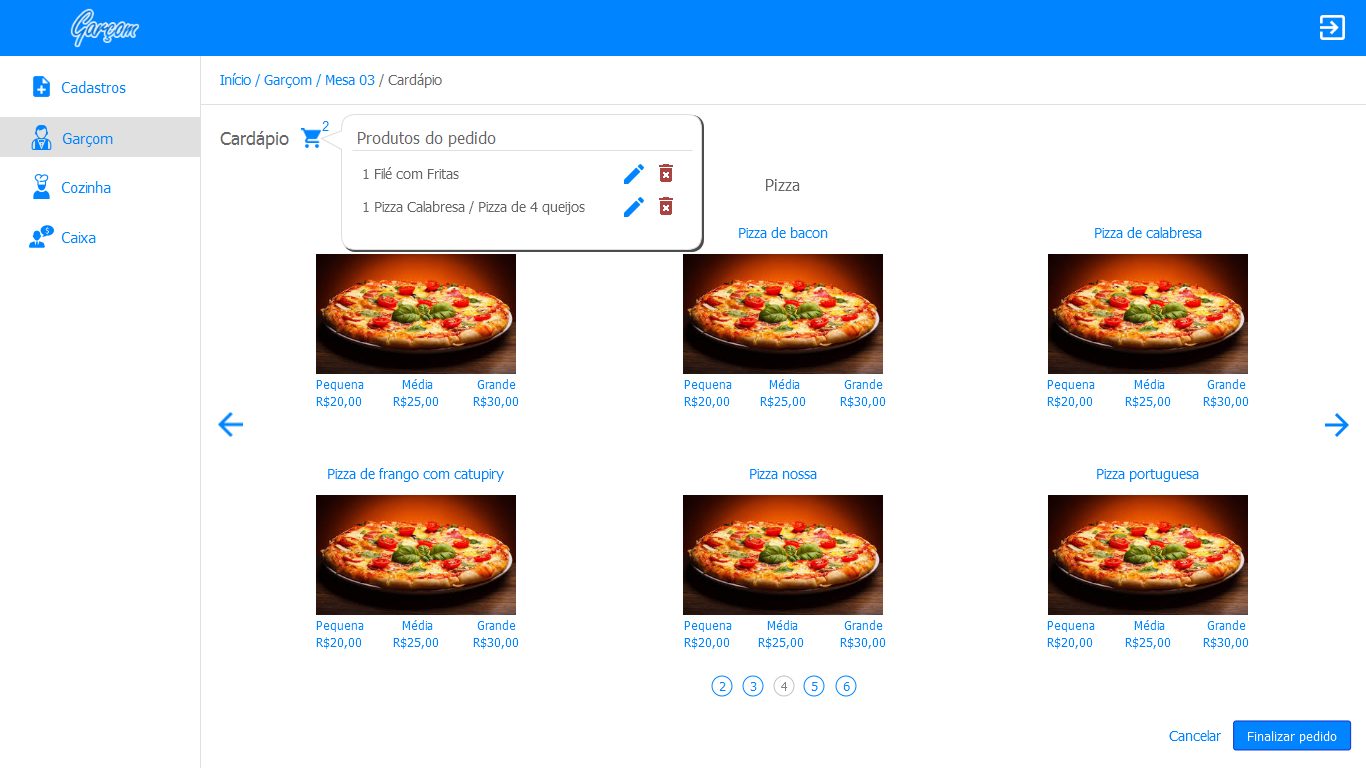 Garçom
Cadastros
Garçom
Cozinha
$
Caixa
Início / Garçom / Mesa 03 / Cardápio
Cardápio
2
Produtos do pedido
1 Filé com Fritas
1 Pizza Calabresa / Pizza de 4 queijos
Pizza
Pizza de bacon
Pizza de calabresa
Pequena Média Grande
R$20,00 R$25,00 R$30,00
Pequena Média Grande
R$20,00 R$25,00 R$30,00
Pequena Média Grande
R$20,00 R$25,00 R$30,00
Pizza de frango com catupiry
Pizza nossa
Pizza portuguesa
Pequena Média Grande
R$20,00 R$25,00 R$30,00
Pequena Média Grande
R$20,00 R$25,00 R$30,00
Pequena Média Grande
R$20,00 R$25,00 R$30,00
2 3 4 5 6
Cancelar
Finalizar pedido